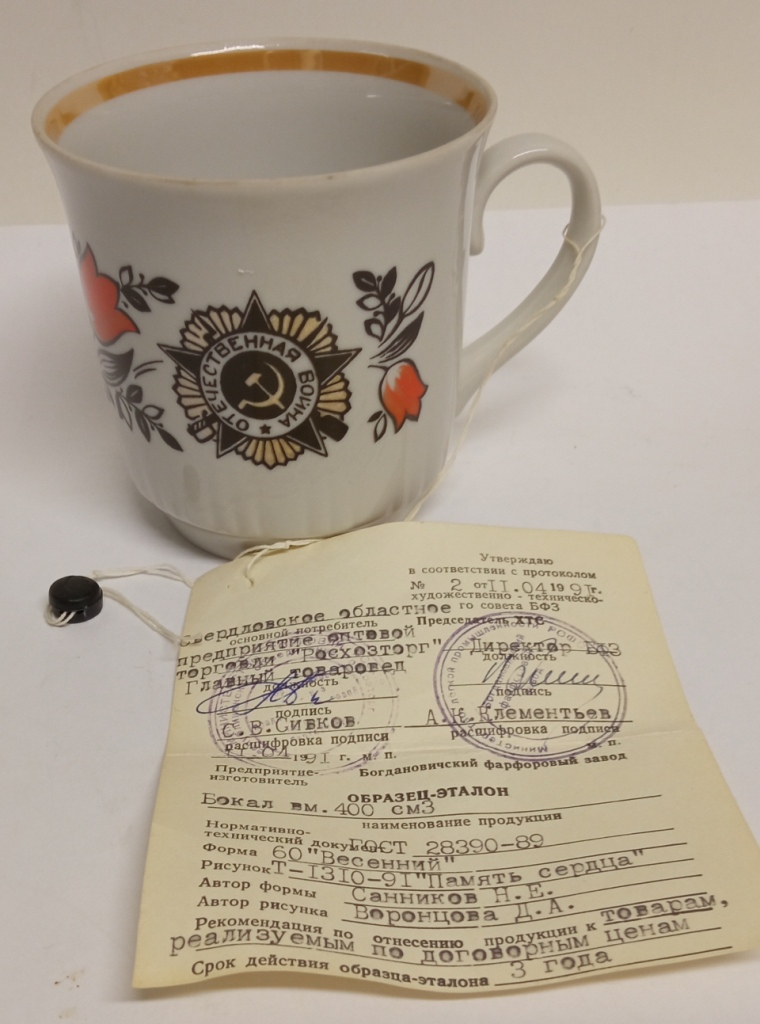 ОТЕЧЕСТВЕННАЯ ВОЙНА
Утверждаю
в соответствии с протоколом
№ 2 от II.04 1991г.
художественно - техническо-
го совета БФЗ
Свердловское областное
основной потребитель
Председатель ХТС
предприятие оптовой
торговли "Росхозторг"
Директор БФЗ
должность
Главный товаровед
должность
подпись
подпись
С.В.Сивков
А.Н.Клементьев
расшифровка подписи
расшифровка подписи
1991 г. м. п.
м. п.
Предприятие-
изготовитель
Богдановичский фарфоровый завод
ОБРАЗЕЦ-ЭТАЛОН
Бокал вм.400 см3
наименование продукции
Нормативно-
технический документ ГОСТ 28390-89
Форма 60 "Весенний"
Рисунок Т-1310-91 "Память сердца"
Автор формы Санников Н.Е.
Автор рисунка Воронцова Д.А.
Рекомендация по отнесению продукции к товарам,
реализуемым по договорным ценам
Срок действия образца-эталона 3 года